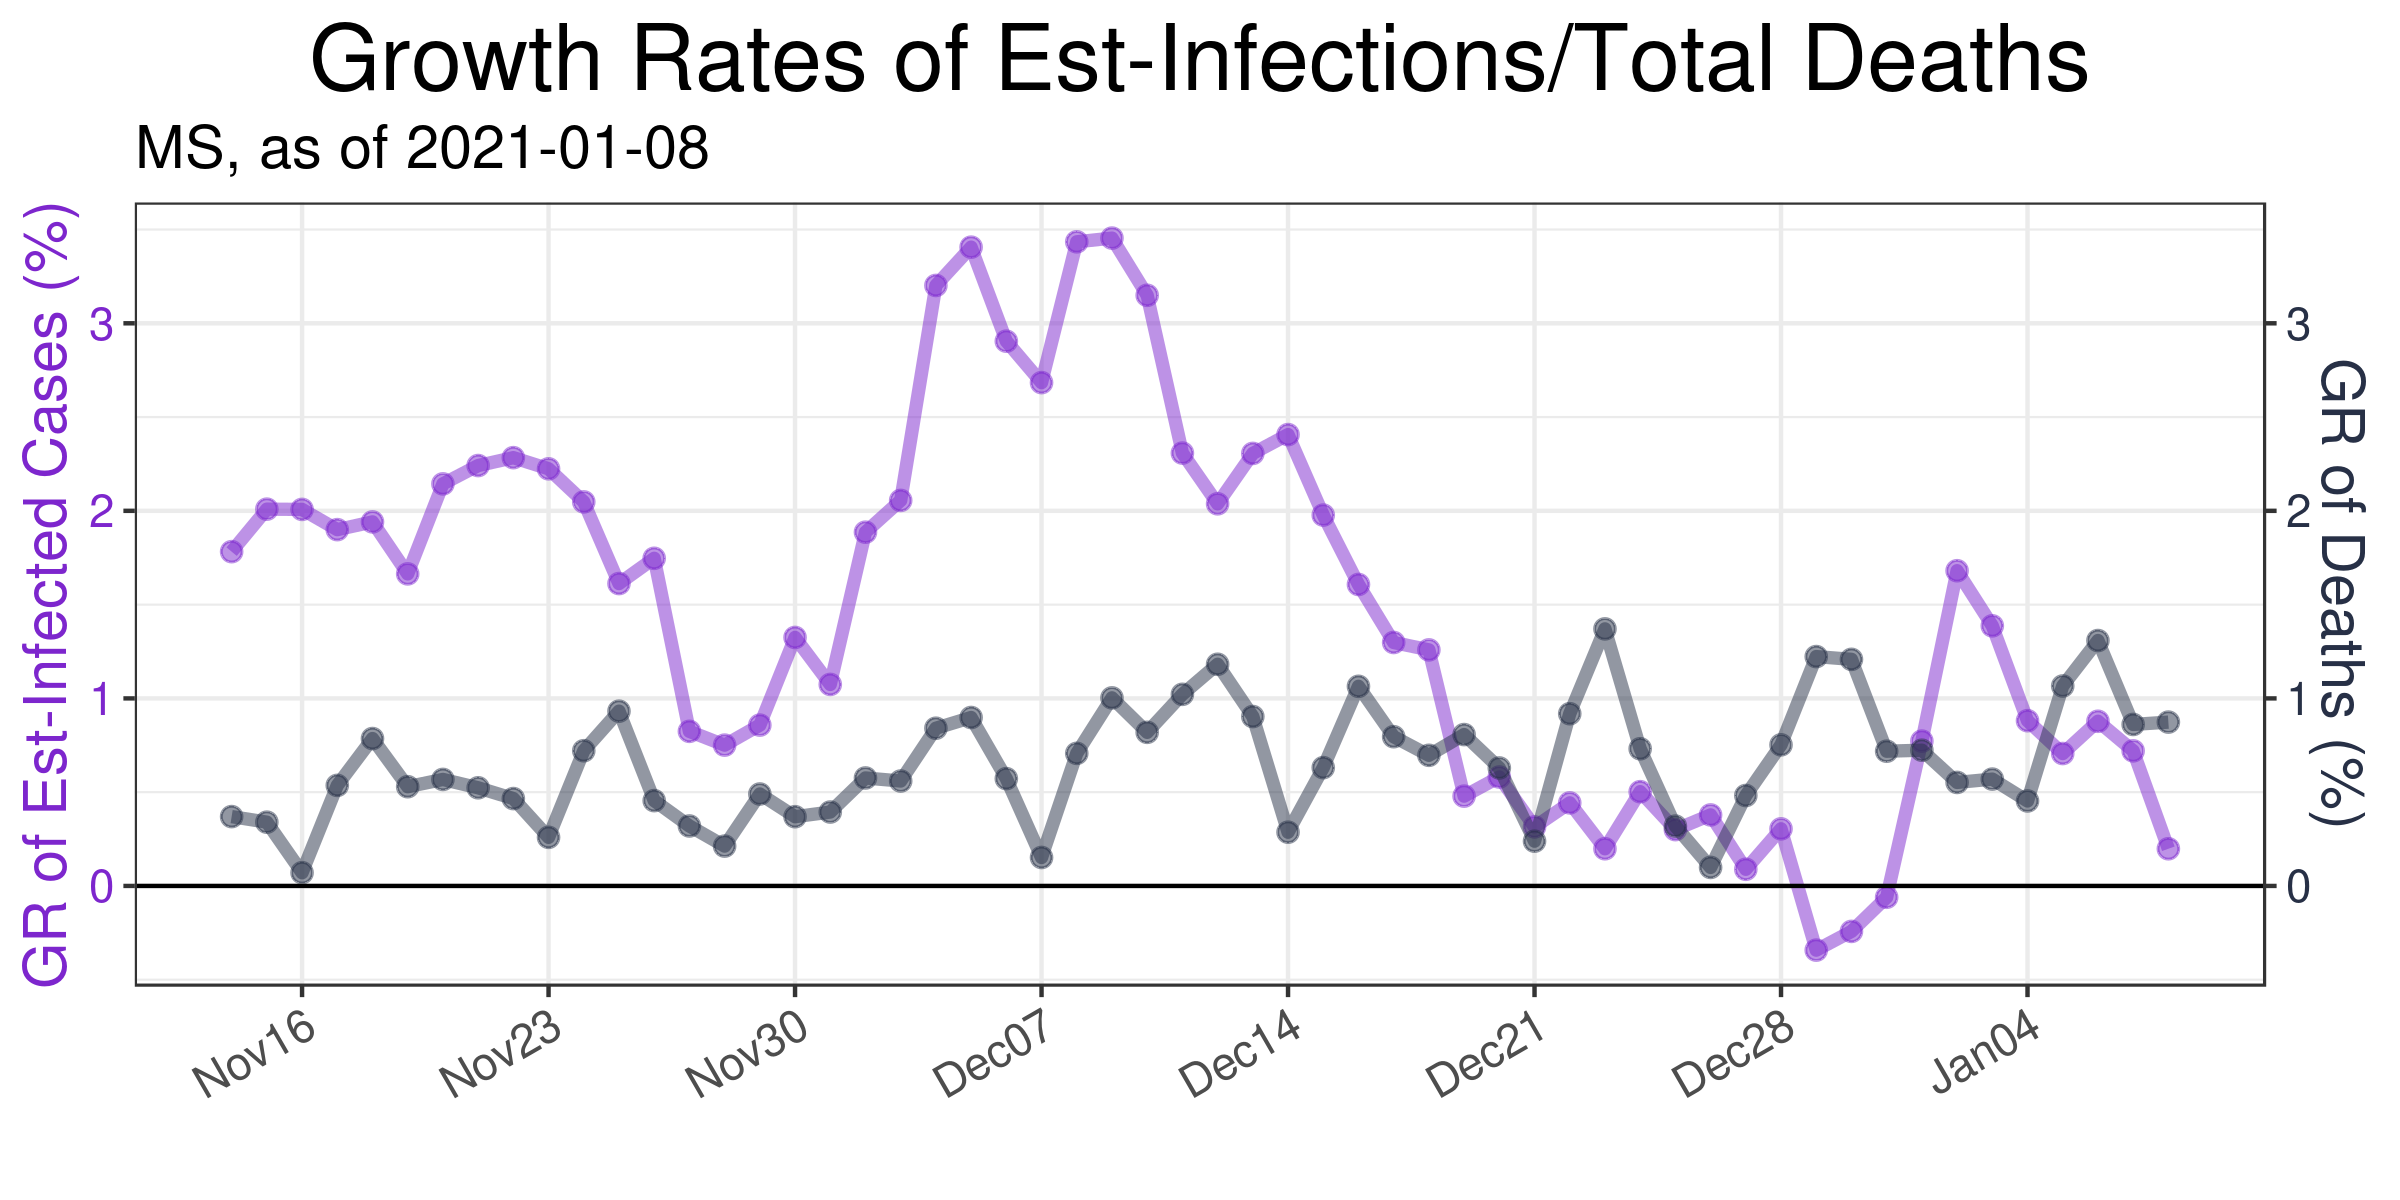 Growth Rates of Est-Infections/Total Deaths
MS, as of 2021-01-08
GR of Est-Infected Cases (%)
3
2
1
0
3
2
1
0
GR of Deaths (%)
Nov16
Nov23
Nov30
Dec07
Dec14
Dec21
Dec28
Jan04